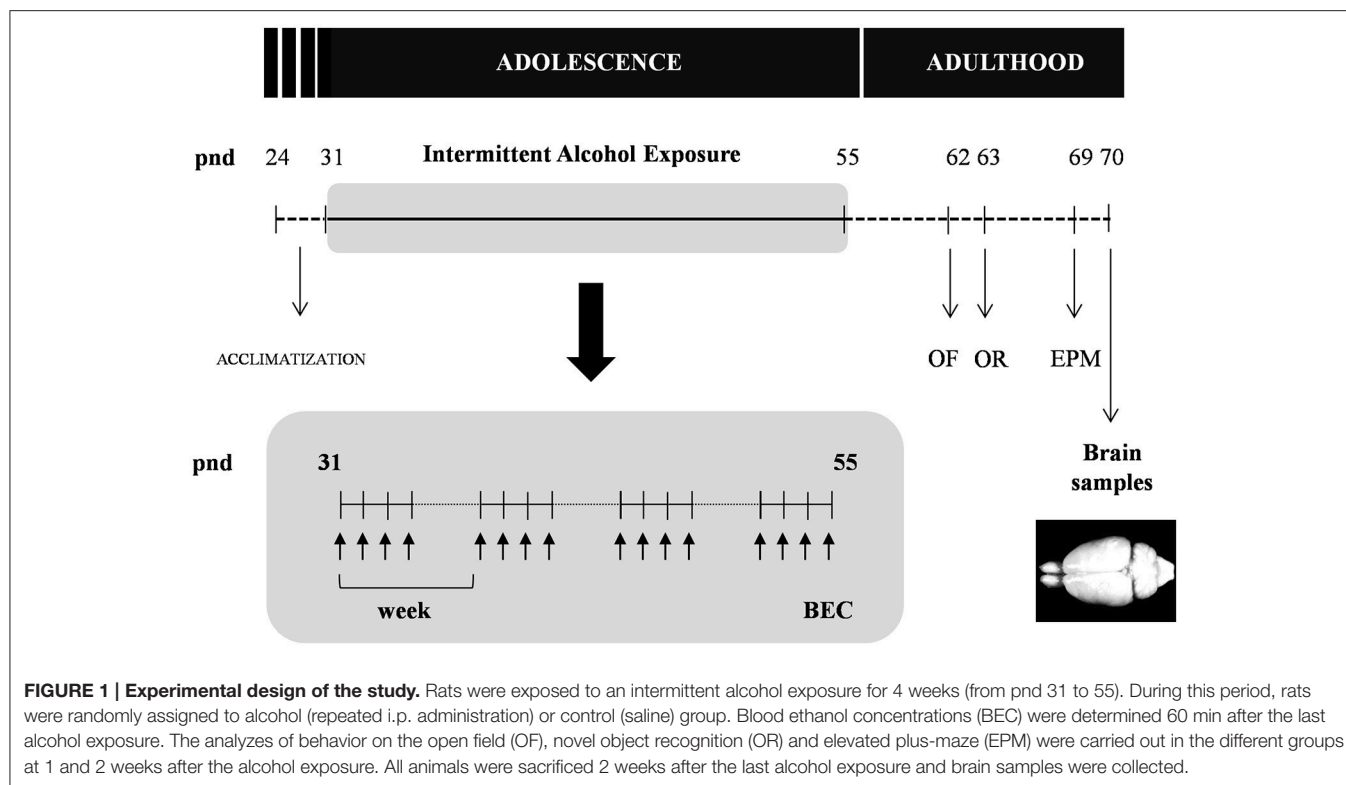 ADOLESCENCE ADULTHOOD
pnd 24 31 Intermittent Alcohol Exposure 55 62 63 69 70
ACCLIMATIZATION
OF OR EPM
Brain
samples
pnd 31 55
week BEC
FIGURE 1 | Experimental design of the study. Rats were exposed to an intermittent alcohol exposure for 4 weeks (from pnd 31 to 55). During this period, rats
were randomly assigned to alcohol (repeated i.p. administration) or control (saline) group. Blood ethanol concentrations (BEC) were determined 60 min after the last
alcohol exposure. The analyzes of behavior on the open field (OF), novel object recognition (OR) and elevated plus-maze (EPM) were carried out in the different groups
at 1 and 2 weeks after the alcohol exposure. All animals were sacrificed 2 weeks after the last alcohol exposure and brain samples were collected.